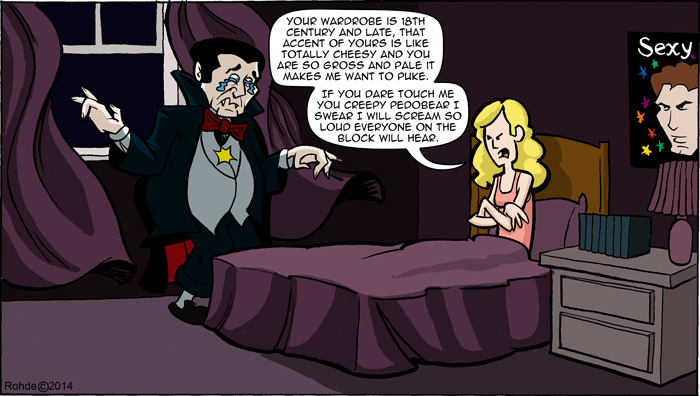 YOUR WARDROBE IS 18TH
CENTURY AND LATE, THAT
ACCENT OF YOURS IS LIKE
TOTALLY CHEESY AND YOU
ARE SO GROSS AND PALE IT
MAKES ME WANT TO PUKE.
IF YOU DARE TOUCH ME
YOU CREEPY PEDOBEAR I
SWEAR I WILL SCREAM SO
LOUD EVERYONE ON THE
BLOCK WILL HEAR.
Sexy
Rohde©2014